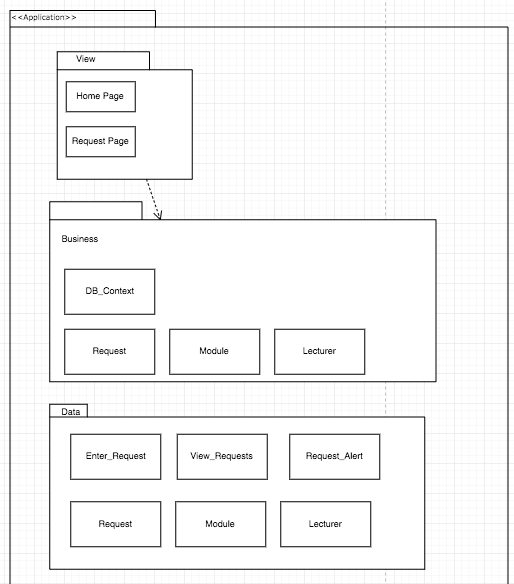 <<Application>>
View
Home Page
Request Page
Business
DB_Context
Request
Module
Lecturer
Data
Enter_Request
View_Requests
Request_Alert
Request
Module
Lecturer